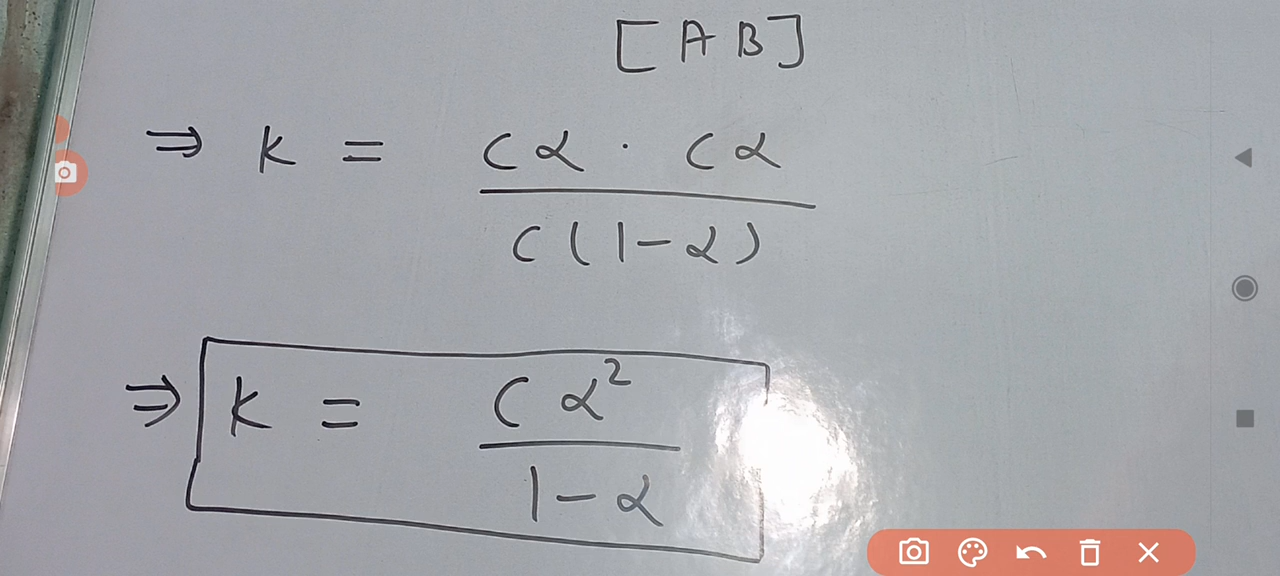 [AB]
⇒ K = Cα · Cα
C(1-α)
⇒ K = Cα²
1-α